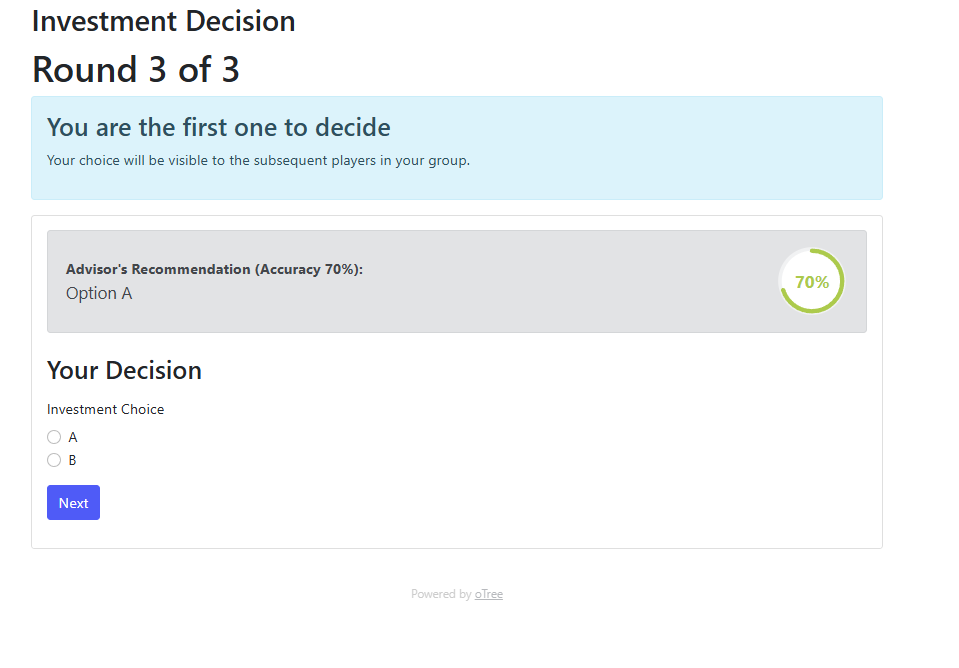 Investment Decision
Round 3 of 3
You are the first one to decide
Your choice will be visible to the subsequent players in your group.
Advisor's Recommendation (Accuracy 70%):
Option A
70%
Your Decision
Investment Choice
A
B
Next
Powered by oTree